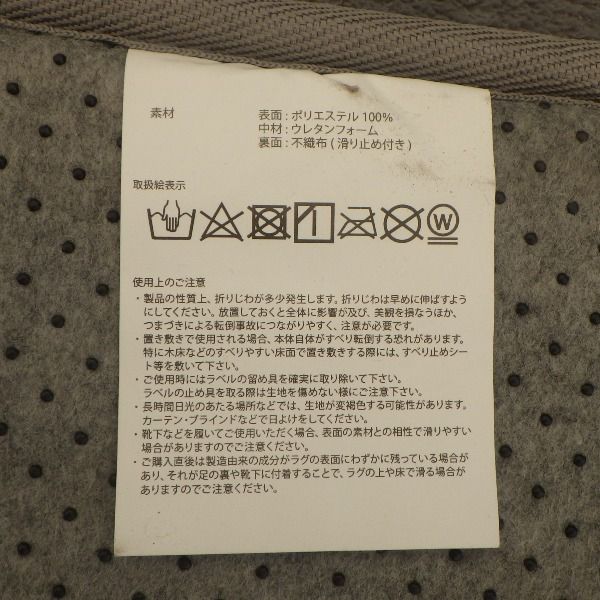 素材
表面 : ポリエステル 100%
中材 : ウレタンフォーム
裏面 : 不織布 ( 滑り止め付き )
取扱絵表示
W
使用上のご注意
・製品の性質上、折りじわが多少発生します。折りじわは早めに伸ばすよう
にしてください。放置しておくと全体に影響が及び、美観を損なうほか、
つまづきによる転倒事故につながりやすく、注意が必要です。
・置き敷きで使用される場合、本体自体がすべり転倒する恐れがあります。
特に木床などのすべりやすい床面で置き敷きする際には、すべり止めシー
ト等を敷いて下さい。
・ご使用時にはラベルの留め具を確実に取り除いて下さい。
ラベルの止め具を取る際は生地を傷めない様にご注意下さい。
・長時間日光のあたる場所などでは、生地が変褪色する可能性があります。
カーテン・ブラインドなどで日よけをしてください。
・靴下などを履いてご使用いただく場合、表面の素材との相性で滑りやすい
場合がありますのでご注意ください。
・ご購入直後は製造由来の成分がラグの表面にわずかに残っている場合が
あり、それが足の裏や靴下に付着することで、ラグの上や床で滑る場合が
ありますのでご注意ください。